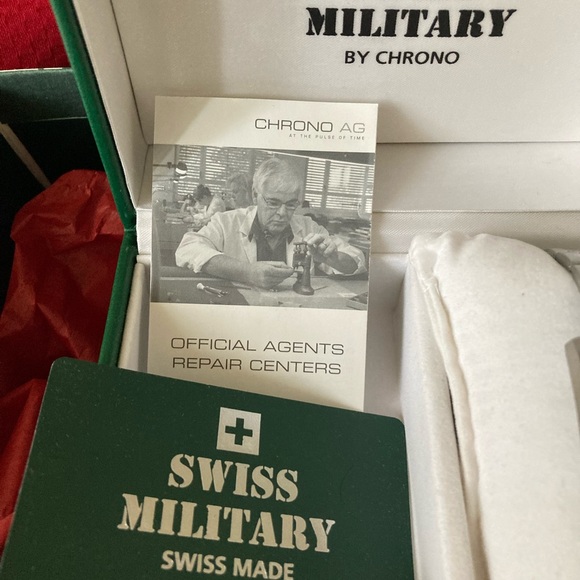 MILITARY
BY CHRONO
CHRONO AG
AT THE PULSE OF TIME
OFFICIAL AGENTS
REPAIR CENTERS
SWISS
MILITARY
SWISS MADE